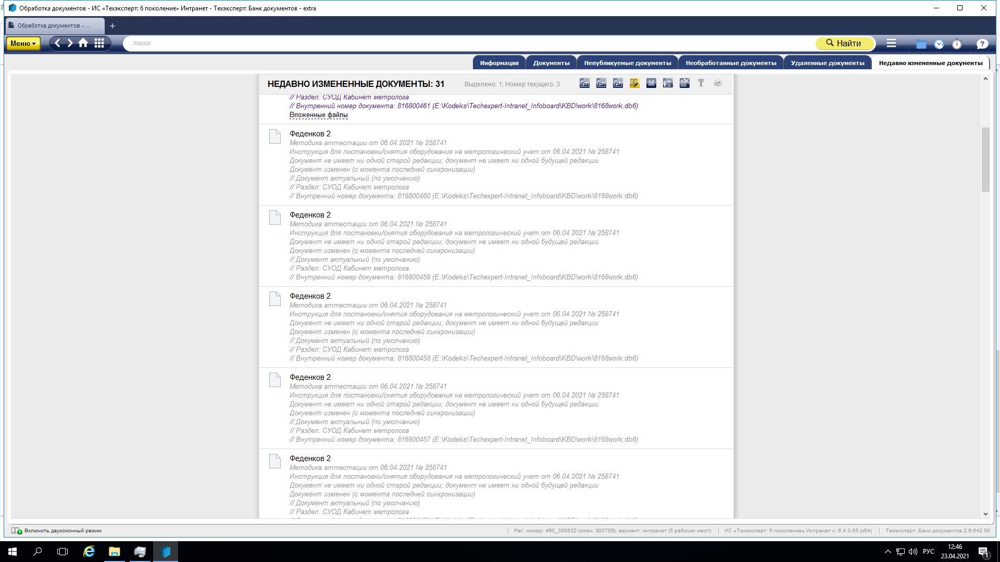 Обработка документов - ИС «Техэксперт: 6 поколение» Интранет - Техэксперт: Банк документов - extra
Обработка документов - ...
Меню
поиск
Найти
Информация
Документы
Непубликуемые документы
Необработанные документы
Удаленные документы
Недавно измененные документы
НЕДАВНО ИЗМЕНЕННЫЕ ДОКУМЕНТЫ: 31
Выделено: 1; Номер текущего: 3
// Раздел: СУОД Кабинет метролога
// Внутренний номер документа: 816800461 (E:\Kodeks\Techexpert-Intranet_Infoboard\KBD\work\8168work.db6)
Вложенные файлы
Феденков 2
Методика аттестации от 06.04.2021 № 258741
Инструкция для постановки/снятия оборудования на метрологический учет от 06.04.2021 № 258741
Документ не имеет ни одной старой редакции; документ не имеет ни одной будущей редакции
Документ изменен (с момента последней синхронизации)
// Документ актуальный (по умолчанию)
// Раздел: СУОД Кабинет метролога
// Внутренний номер документа: 816800460 (E:\Kodeks\Techexpert-Intranet_Infoboard\KBD\work\8168work.db6)
Феденков 2
Методика аттестации от 06.04.2021 № 258741
Инструкция для постановки/снятия оборудования на метрологический учет от 06.04.2021 № 258741
Документ не имеет ни одной старой редакции; документ не имеет ни одной будущей редакции
Документ изменен (с момента последней синхронизации)
// Документ актуальный (по умолчанию)
// Раздел: СУОД Кабинет метролога
// Внутренний номер документа: 816800459 (E:\Kodeks\Techexpert-Intranet_Infoboard\KBD\work\8168work.db6)
Феденков 2
Методика аттестации от 06.04.2021 № 258741
Инструкция для постановки/снятия оборудования на метрологический учет от 06.04.2021 № 258741
Документ не имеет ни одной старой редакции; документ не имеет ни одной будущей редакции
Документ изменен (с момента последней синхронизации)
// Документ актуальный (по умолчанию)
// Раздел: СУОД Кабинет метролога
// Внутренний номер документа: 816800458 (E:\Kodeks\Techexpert-Intranet_Infoboard\KBD\work\8168work.db6)
Феденков 2
Методика аттестации от 06.04.2021 № 258741
Инструкция для постановки/снятия оборудования на метрологический учет от 06.04.2021 № 258741
Документ не имеет ни одной старой редакции; документ не имеет ни одной будущей редакции
Документ изменен (с момента последней синхронизации)
// Документ актуальный (по умолчанию)
// Раздел: СУОД Кабинет метролога
// Внутренний номер документа: 816800457 (E:\Kodeks\Techexpert-Intranet_Infoboard\KBD\work\8168work.db6)
Феденков 2
Методика аттестации от 06.04.2021 № 258741
Инструкция для постановки/снятия оборудования на метрологический учет от 06.04.2021 № 258741
Документ не имеет ни одной старой редакции; документ не имеет ни одной будущей редакции
Документ изменен (с момента последней синхронизации)
// Документ актуальный (по умолчанию)
// Раздел: СУОД Кабинет метролога
Включить двухоконный режим
Рег. номер: 460_350832 (ключ: 300709), вариант: интранет (5 рабочих мест)
ИС «Техэксперт: 6 поколение» Интранет v. 6.4.3.55 (x64)
Техэксперт: Банк документов 2.9.642.50
РУС
12:46
23.04.2021
1